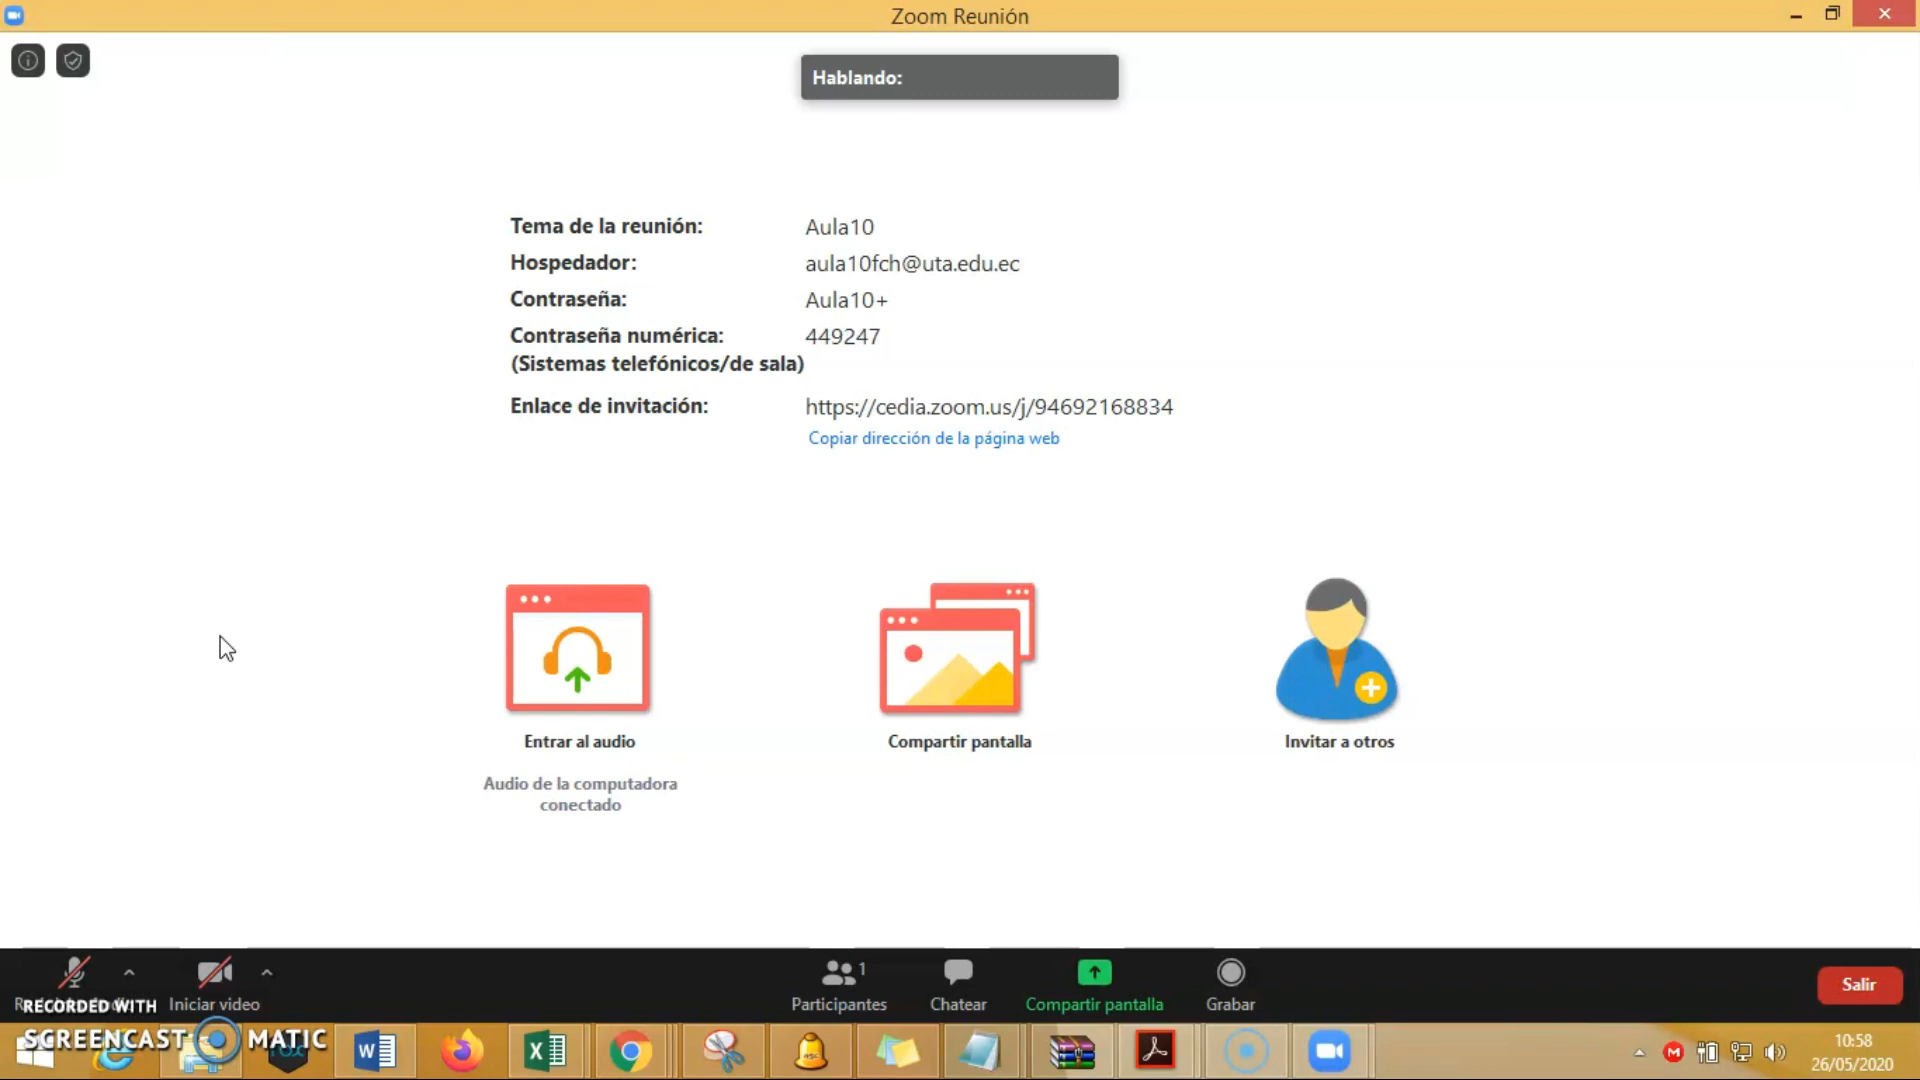 Zoom Reunión
Hablando:
Tema de la reunión: Aula10
Hospedador: aula10fch@uta.edu.ec
Contraseña: Aula10+
Contraseña numérica: 449247
(Sistemas telefónicos/de sala)
Enlace de invitación: https://cedia.zoom.us/j/94692168834
Copiar dirección de la página web
Entrar al audio
Compartir pantalla
Invitar a otros
Audio de la computadora
conectado
1
Iniciar video
Participantes
Chatear
Compartir pantalla
Grabar
Salir
RECORDED WITH
SCREENCAST MATIC
10:58
26/05/2020